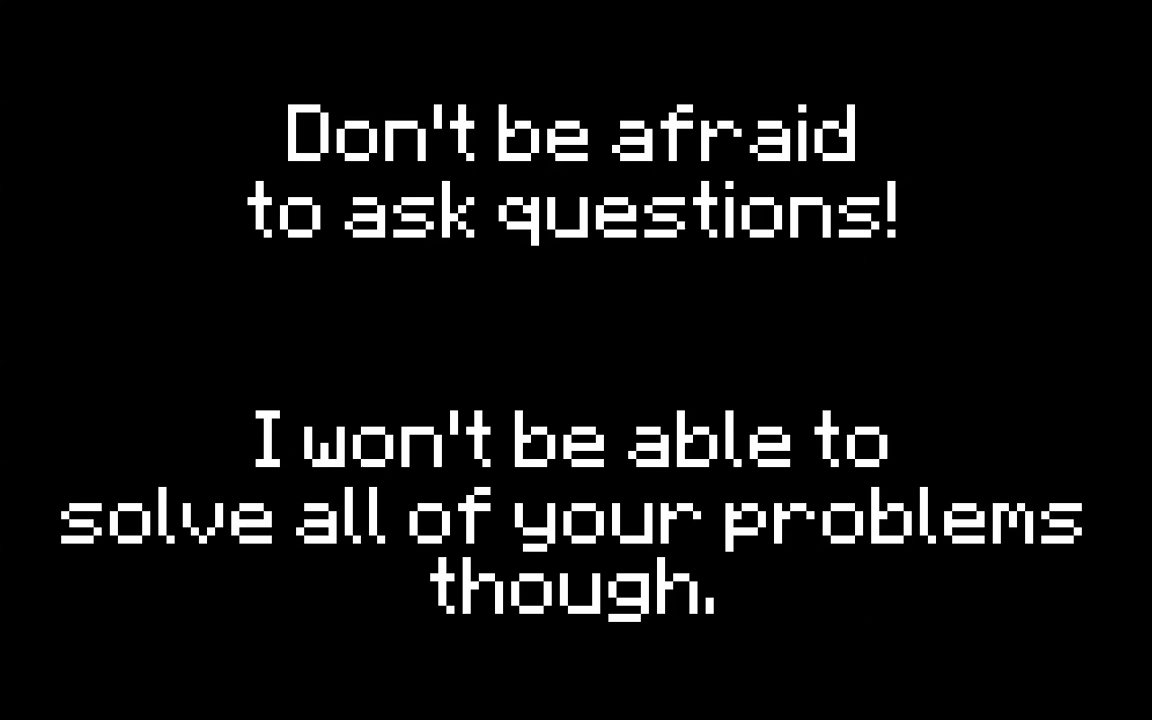 Don't be afraid
to ask questions!
I won't be able to
solve all of your problems
though.